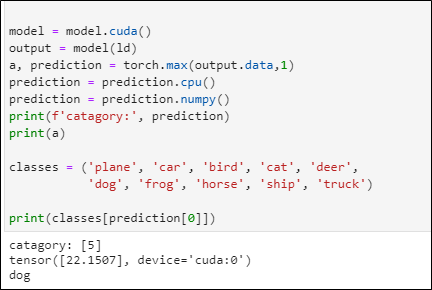 model = model.cuda()
output = model(ld)
a, prediction = torch.max(output.data,1)
prediction = prediction.cpu()
prediction = prediction.numpy()
print(f'catagory:', prediction)
print(a)
classes = ('plane', 'car', 'bird', 'cat', 'deer',
'dog', 'frog', 'horse', 'ship', 'truck')
print(classes[prediction[0]])
catagory: [5]
tensor([22.1507], device='cuda:0')
dog